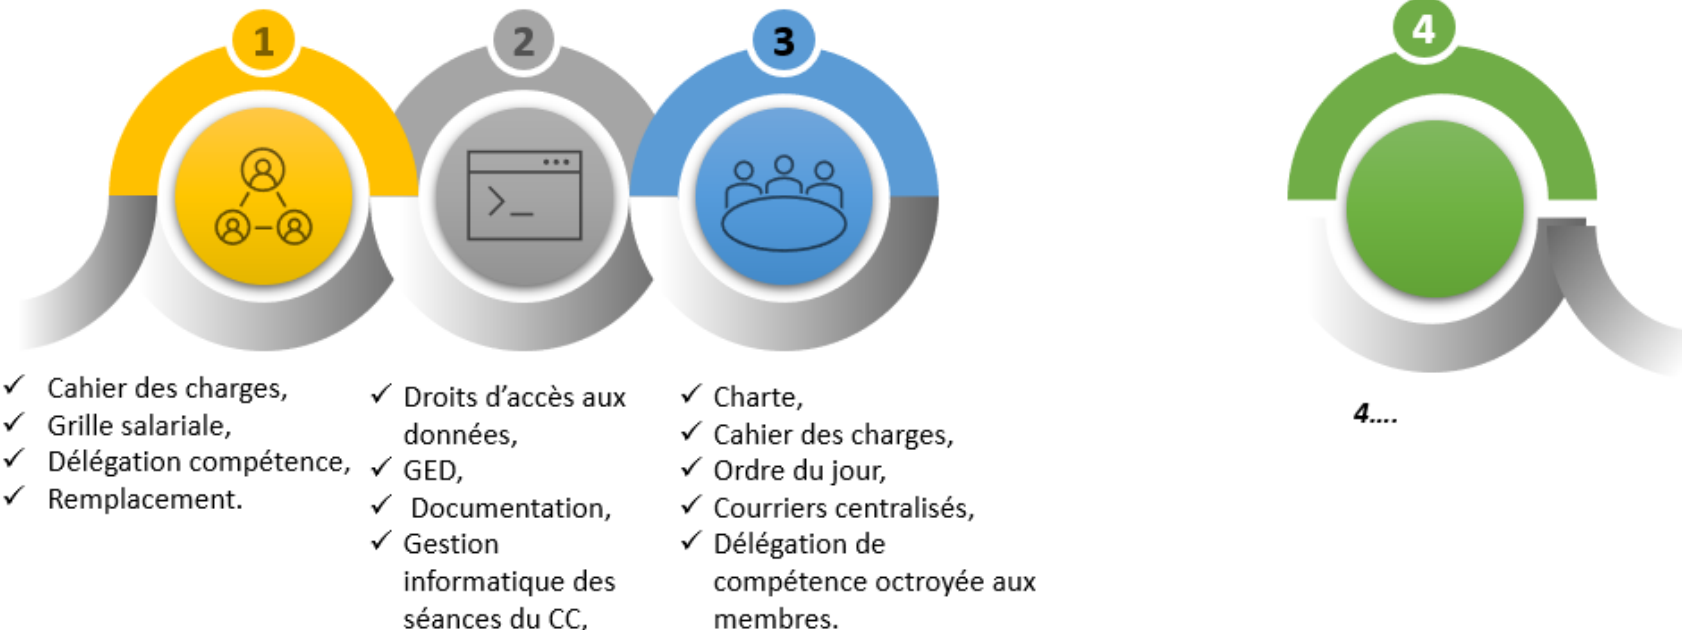 1
2
3
4
✓ Cahier des charges,
✓ Grille salariale,
✓ Délégation compétence,
✓ Remplacement.
✓ Droits d’accès aux
données,
✓ GED,
✓ Documentation,
✓ Gestion
informatique des
séances du CC,
✓ Charte,
✓ Cahier des charges,
✓ Ordre du jour,
✓ Courriers centralisés,
✓ Délégation de
compétence octroyée aux
membres.
4....